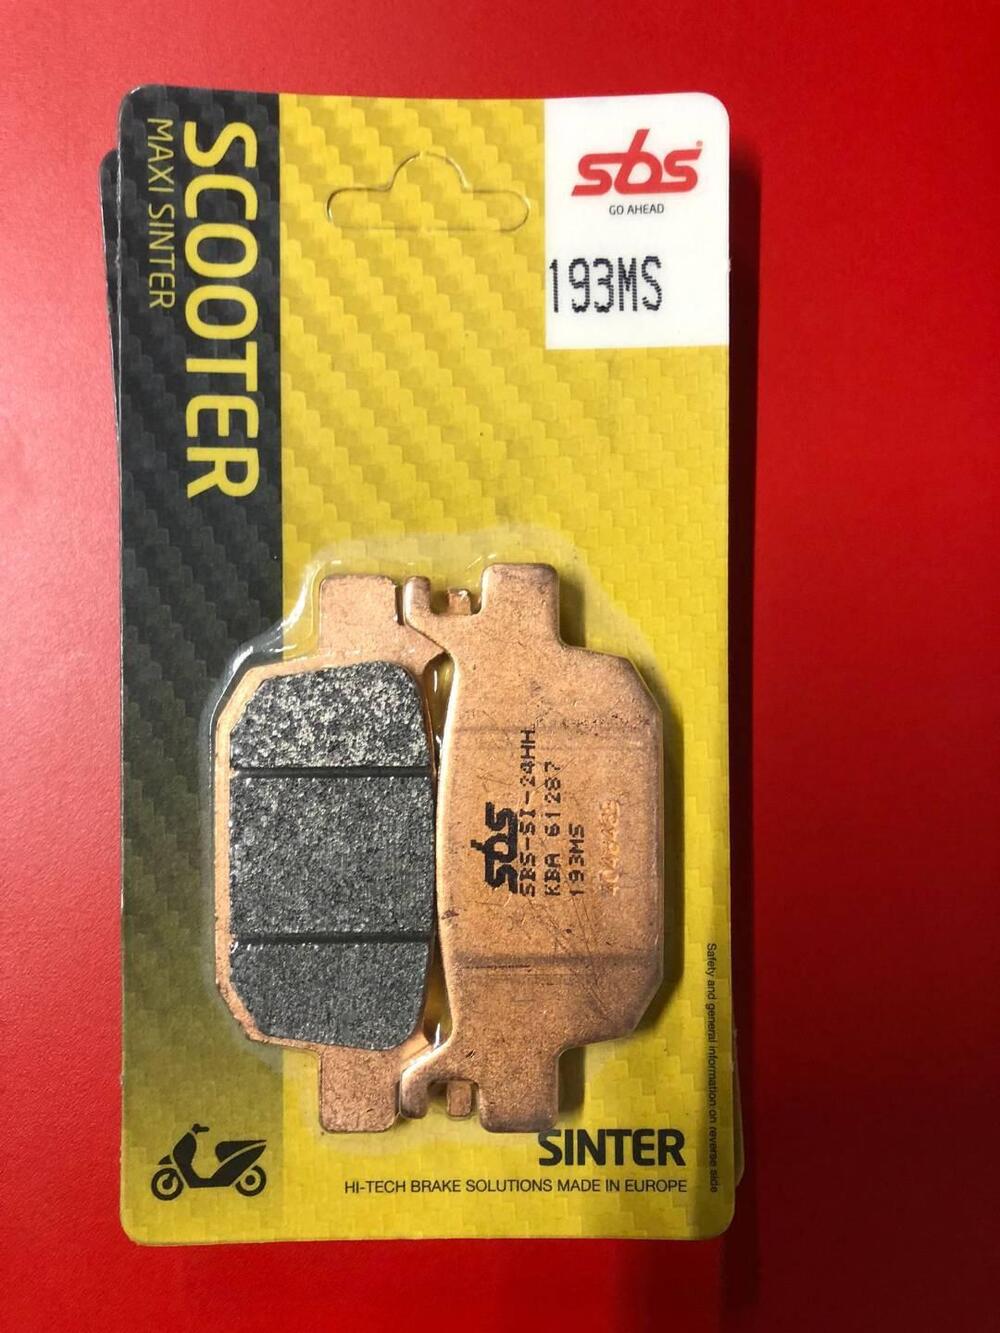 SCOOTER
MAXI SINTER
sbs
GO AHEAD
193MS
sbs
SBS-SI-24HH
KBA 61287
193MS
Safety and general information on reverse side
SINTER
HI-TECH BRAKE SOLUTIONS MADE IN EUROPE